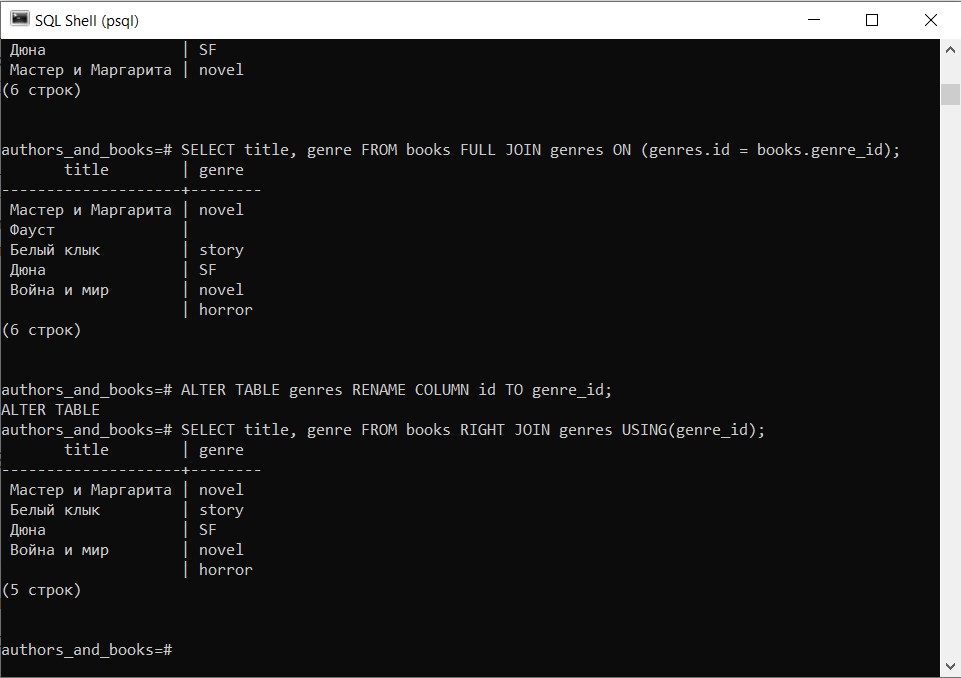 SQL Shell (psql)
 Дюна               | SF
 Мастер и Маргарита | novel
(6 строк)
authors_and_books=# SELECT title, genre FROM books FULL JOIN genres ON (genres.id = books.genre_id);
       title        | genre
--------------------+--------
 Мастер и Маргарита | novel
 Фауст              |
 Белый клык         | story
 Дюна               | SF
 Война и мир        | novel
                    | horror
(6 строк)
authors_and_books=# ALTER TABLE genres RENAME COLUMN id TO genre_id;
ALTER TABLE
authors_and_books=# SELECT title, genre FROM books RIGHT JOIN genres USING(genre_id);
       title        | genre
--------------------+--------
 Мастер и Маргарита | novel
 Белый клык         | story
 Дюна               | SF
 Война и мир        | novel
                    | horror
(5 строк)
authors_and_books=#